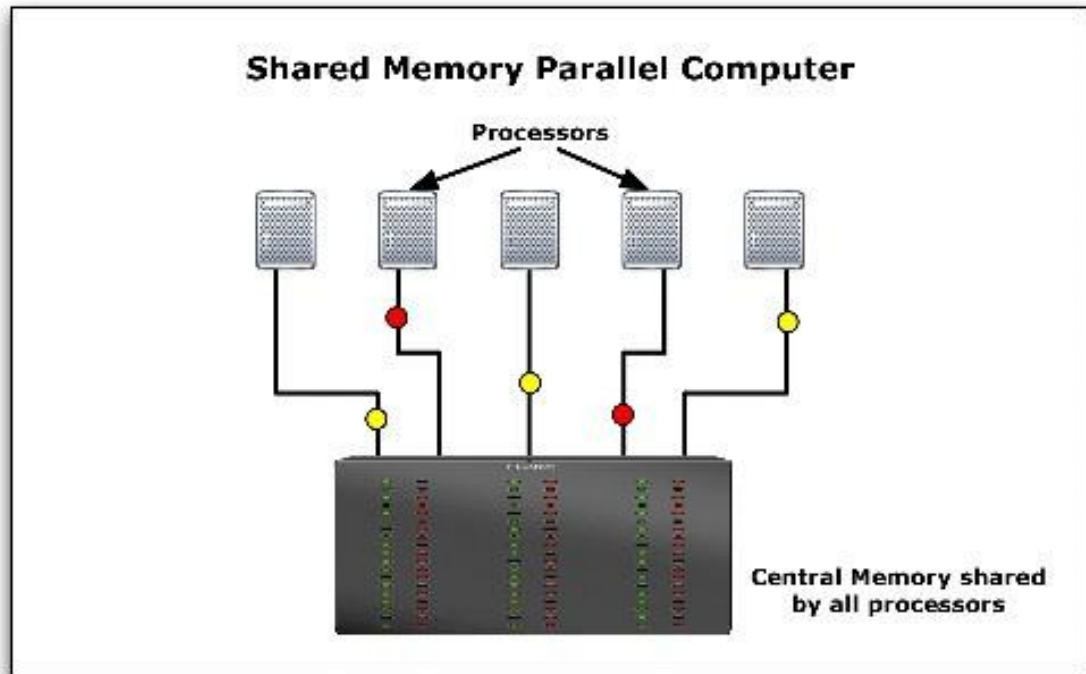 Shared Memory Parallel Computer
Processors
Central Memory shared
by all processors